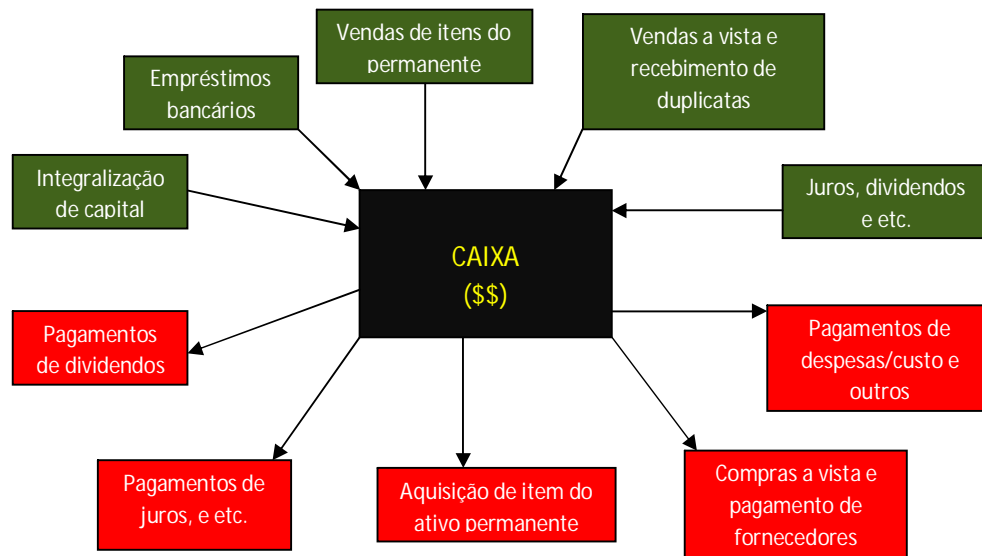 Vendas de itens do
permanente
Vendas a vista e
recebimento de
duplicatas
Empréstimos
bancários
Integralização
de capital
Juros, dividendos
e etc.
CAIXA
($$)
Pagamentos
de dividendos
Pagamentos de
despesas/custo e
outros
Pagamentos de
juros, e etc.
Aquisição de item do
ativo permanente
Compras a vista e
pagamento de
fornecedores